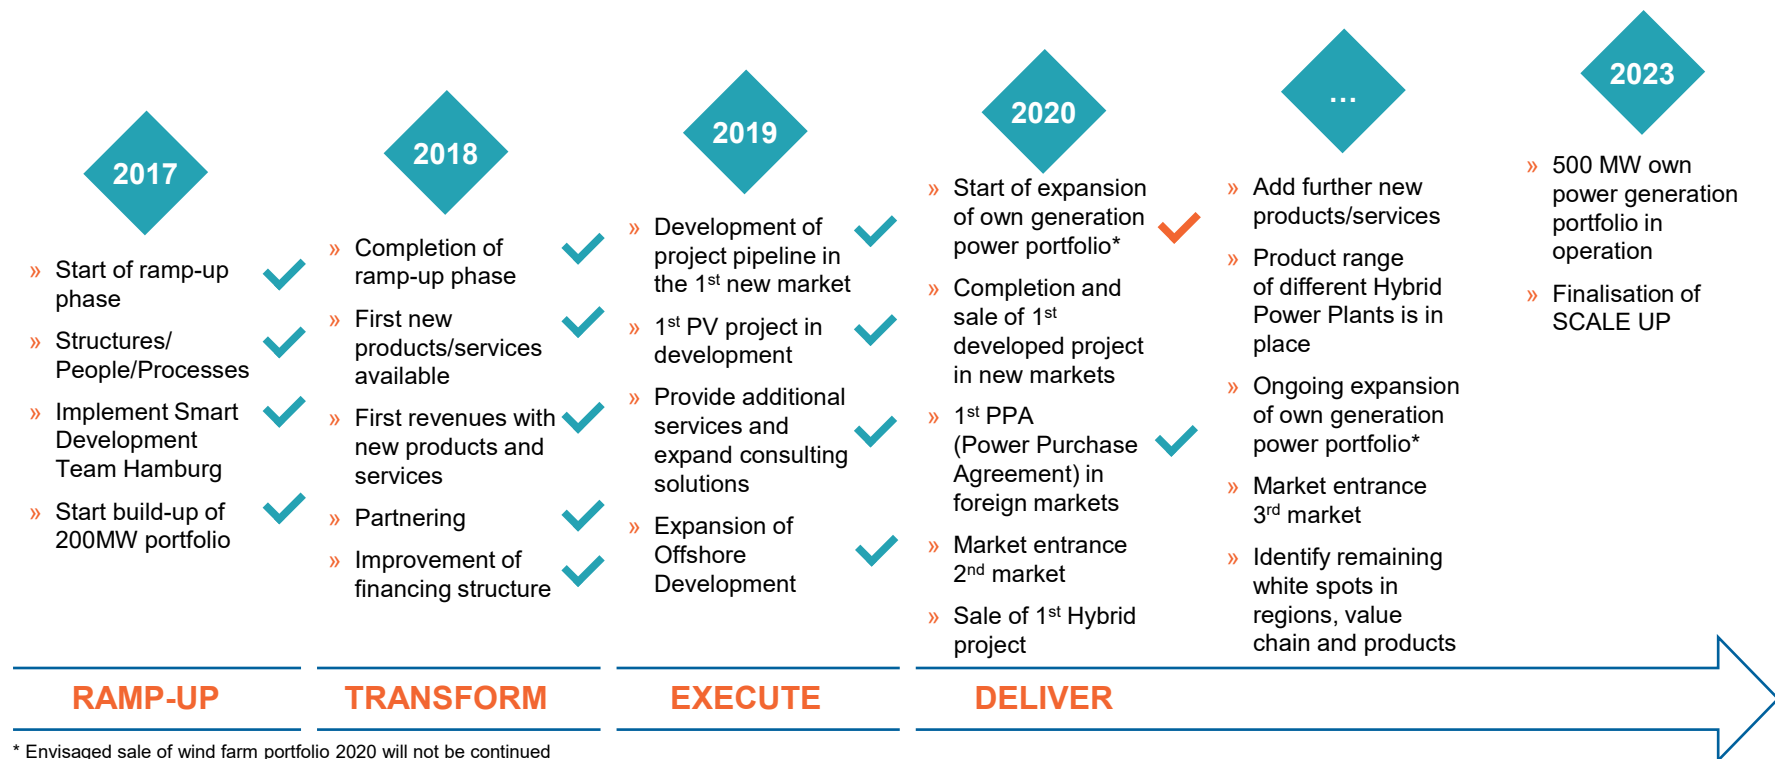 2017
» Start of ramp-up
phase
» Structures/
People/Processes
» Implement Smart
Development
Team Hamburg
» Start build-up of
200MW portfolio
2018
» Completion of
ramp-up phase
» First new
products/services
available
» First revenues with
new products and
services
» Partnering
» Improvement of
financing structure
2019
» Development of
project pipeline in
the 1st new market
» 1st PV project in
development
» Provide additional
services and
expand consulting
solutions
» Expansion of
Offshore
Development
2020
» Start of expansion
of own generation
power portfolio*
» Completion and
sale of 1st
developed project
in new markets
» 1st PPA
(Power Purchase
Agreement) in
foreign markets
» Market entrance
2nd market
» Sale of 1st Hybrid
project
...
» Add further new
products/services
» Product range
of different Hybrid
Power Plants is in
place
» Ongoing expansion
of own generation
power portfolio*
» Market entrance
3rd market
» Identify remaining
white spots in
regions, value
chain and products
2023
» 500 MW own
power generation
portfolio in
operation
» Finalisation of
SCALE UP
RAMP-UP
TRANSFORM
EXECUTE
DELIVER
* Envisaged sale of wind farm portfolio 2020 will not be continued